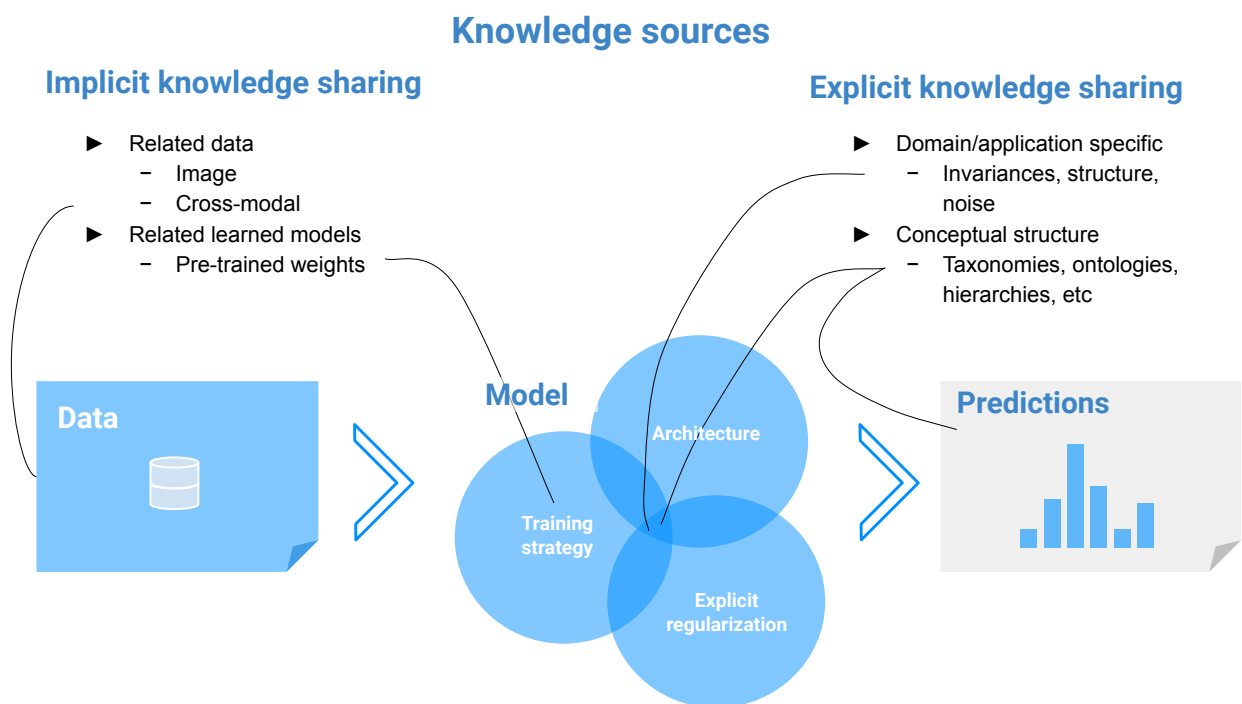 Knowledge sources
Implicit knowledge sharing
► Related data
− Image
− Cross-modal
► Related learned models
− Pre-trained weights
Explicit knowledge sharing
► Domain/application specific
− Invariances, structure,
noise
► Conceptual structure
− Taxonomies, ontologies,
hierarchies, etc
Data
Model
Architecture
Training
strategy
Explicit
regularization
Predictions